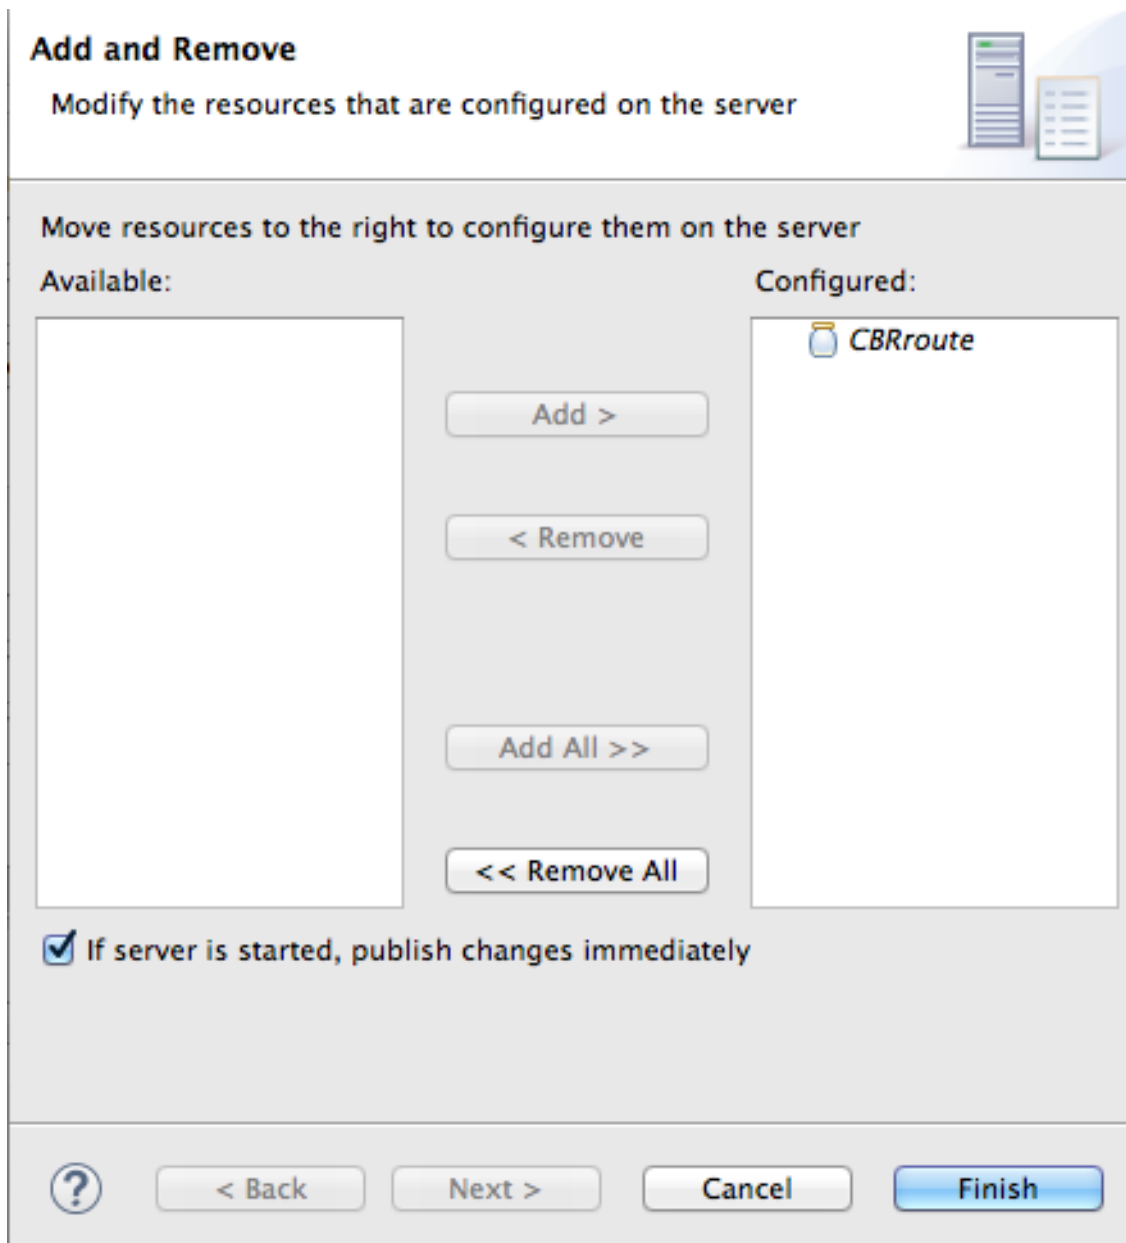 Add and Remove
Modify the resources that are configured on the server
Move resources to the right to configure them on the server
Available:
Configured:
CBRroute
Add >
< Remove
Add All >>
<< Remove All
If server is started, publish changes immediately
?
< Back
Next >
Cancel
Finish